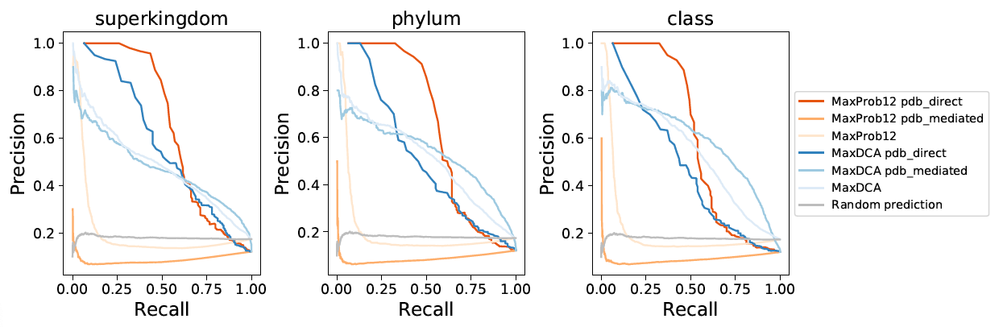 superkingdom
phylum
class
Precision
1.0
0.8
0.6
0.4
0.2
0.00 0.25 0.50 0.75 1.00
Recall
Precision
1.0
0.8
0.6
0.4
0.2
0.00 0.25 0.50 0.75 1.00
Recall
Precision
1.0
0.8
0.6
0.4
0.2
0.00 0.25 0.50 0.75 1.00
Recall
MaxProb12 pdb_direct
MaxProb12 pdb_mediated
MaxProb12
MaxDCA pdb_direct
MaxDCA pdb_mediated
MaxDCA
Random prediction